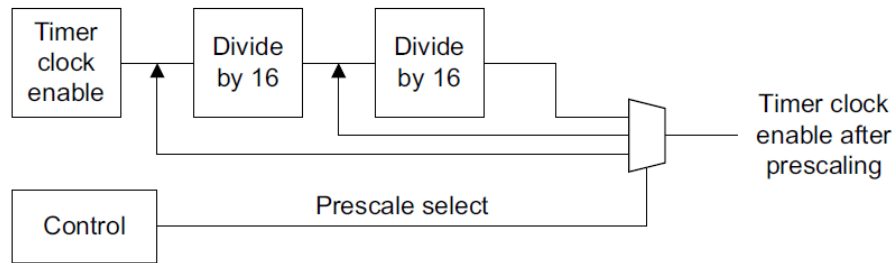 Timer
clock
enable
Divide
by 16
Divide
by 16
Timer clock
enable after
prescaling
Prescale select
Control